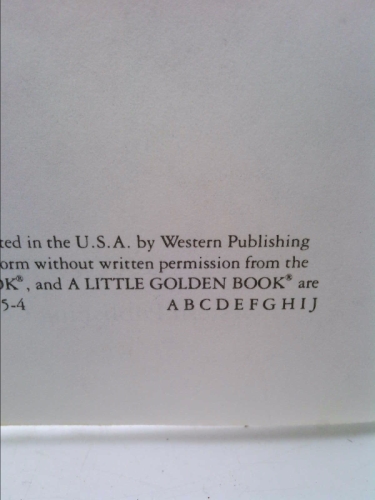 ted in the U.S.A. by Western Publishing
orm without written permission from the
OK®, and A LITTLE GOLDEN BOOK® are
5-4 A B C D E F G H I J